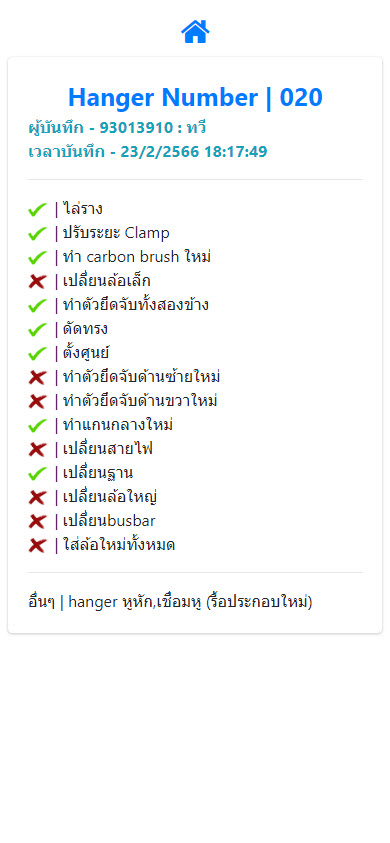 Hanger Number | 020
ผู้บันทึก - 93013910 : ทวี
เวลาบันทึก - 23/2/2566 18:17:49
| ไล่ราง
| ปรับระยะ Clamp
| ทำ carbon brush ใหม่
| เปลี่ยนล้อเล็ก
| ทำตัวยึดจับทั้งสองข้าง
| ดัดทรง
| ตั้งศูนย์
| ทำตัวยึดจับด้านซ้ายใหม่
| ทำตัวยึดจับด้านขวาใหม่
| ทำแกนกลางใหม่
| เปลี่ยนสายไฟ
| เปลี่ยนฐาน
| เปลี่ยนล้อใหญ่
| เปลี่ยนbusbar
| ใส่ล้อใหม่ทั้งหมด
อื่นๆ | hanger หูหัก,เชื่อมหู (รื้อประกอบใหม่)